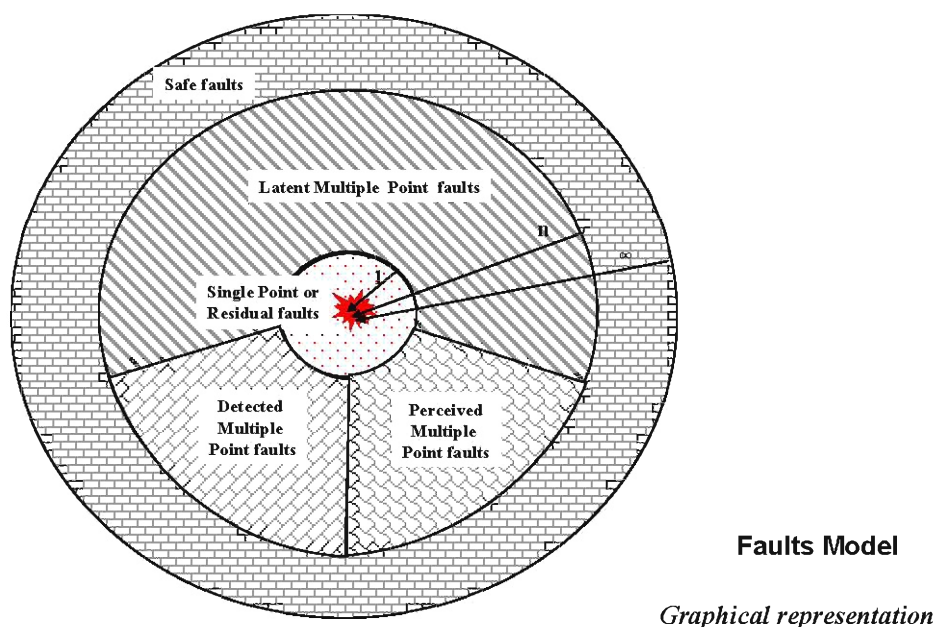 Safe faults
Latent Multiple Point faults
n
∞
1
Single Point or
Residual faults
Detected
Multiple
Point faults
Perceived
Multiple
Point faults
Faults Model
Graphical representation